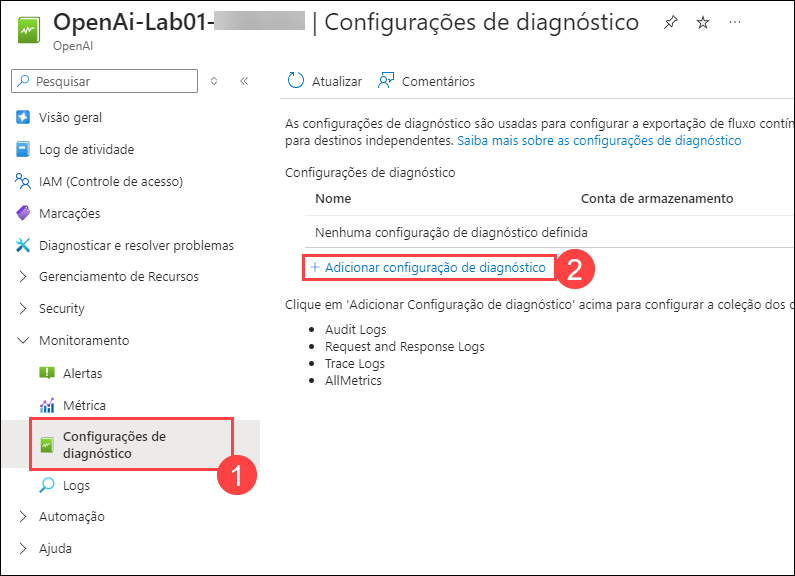 OpenAi-Lab01- | Configurações de diagnóstico
OpenAI
Pesquisar
Atualizar
Comentários
Visão geral
Log de atividade
IAM (Controle de acesso)
Marcações
Diagnosticar e resolver problemas
Gerenciamento de Recursos
Security
Monitoramento
Alertas
Métrica
Configurações de
diagnóstico
1
Logs
Automação
Ajuda
As configurações de diagnóstico são usadas para configurar a exportação de fluxo contín
para destinos independentes. Saiba mais sobre as configurações de diagnóstico
Configurações de diagnóstico
Nome Conta de armazenamento
Nenhuma configuração de diagnóstico definida
+ Adicionar configuração de diagnóstico
2
Clique em 'Adicionar Configuração de diagnóstico' acima para configurar a coleção dos
• Audit Logs
• Request and Response Logs
• Trace Logs
• AllMetrics